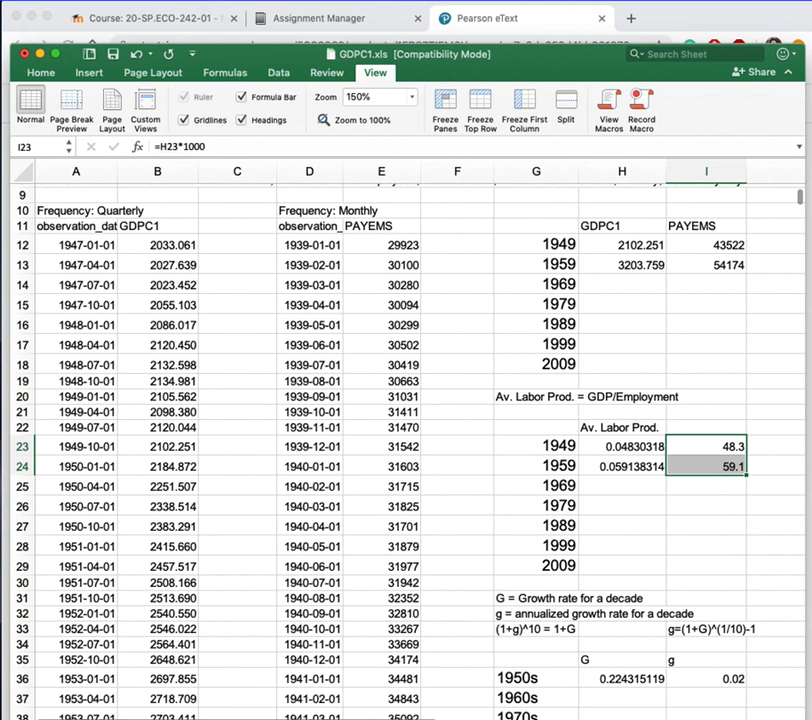 Course: 20-SP.ECO-242-01 -
Assignment Manager
Pearson eText
GDPC1.xls [Compatibility Mode]
Search Sheet
Home Insert Page Layout Formulas Data Review View Share
Ruler Formula Bar Zoom 150%
Gridlines Headings Zoom to 100%
Normal Page Break Preview Page Layout Custom Views Freeze Panes Freeze Top Row Freeze First Column Split View Macros Record Macro
I23 fx =H23*1000
A B C D E F G H I
9
10 Frequency: Quarterly Frequency: Monthly
11 observation_dat GDPC1 observation_ PAYEMS GDPC1 PAYEMS
12 1947-01-01 2033.061 1939-01-01 29923 1949 2102.251 43522
13 1947-04-01 2027.639 1939-02-01 30100 1959 3203.759 54174
14 1947-07-01 2023.452 1939-03-01 30280 1969
15 1947-10-01 2055.103 1939-04-01 30094 1979
16 1948-01-01 2086.017 1939-05-01 30299 1989
17 1948-04-01 2120.450 1939-06-01 30502 1999
18 1948-07-01 2132.598 1939-07-01 30419 2009
19 1948-10-01 2134.981 1939-08-01 30663
20 1949-01-01 2105.562 1939-09-01 31031 Av. Labor Prod. = GDP/Employment
21 1949-04-01 2098.380 1939-10-01 31411
22 1949-07-01 2120.044 1939-11-01 31470 Av. Labor Prod.
23 1949-10-01 2102.251 1939-12-01 31542 1949 0.04830318 48.3
24 1950-01-01 2184.872 1940-01-01 31603 1959 0.059138314 59.1
25 1950-04-01 2251.507 1940-02-01 31715 1969
26 1950-07-01 2338.514 1940-03-01 31825 1979
27 1950-10-01 2383.291 1940-04-01 31701 1989
28 1951-01-01 2415.660 1940-05-01 31879 1999
29 1951-04-01 2457.517 1940-06-01 31977 2009
30 1951-07-01 2508.166 1940-07-01 31942
31 1951-10-01 2513.690 1940-08-01 32352 G = Growth rate for a decade
32 1952-01-01 2540.550 1940-09-01 32810 g = annualized growth rate for a decade
33 1952-04-01 2546.022 1940-10-01 33267 (1+g)^10 = 1+G g=(1+G)^(1/10)-1
34 1952-07-01 2564.401 1940-11-01 33669
35 1952-10-01 2648.621 1940-12-01 34174 G g
36 1953-01-01 2697.855 1941-01-01 34481 1950s 0.224315119 0.02
37 1953-04-01 2718.709 1941-02-01 34843 1960s
38 1953-07-01 2703.411 1941-03-01 35092 1970s